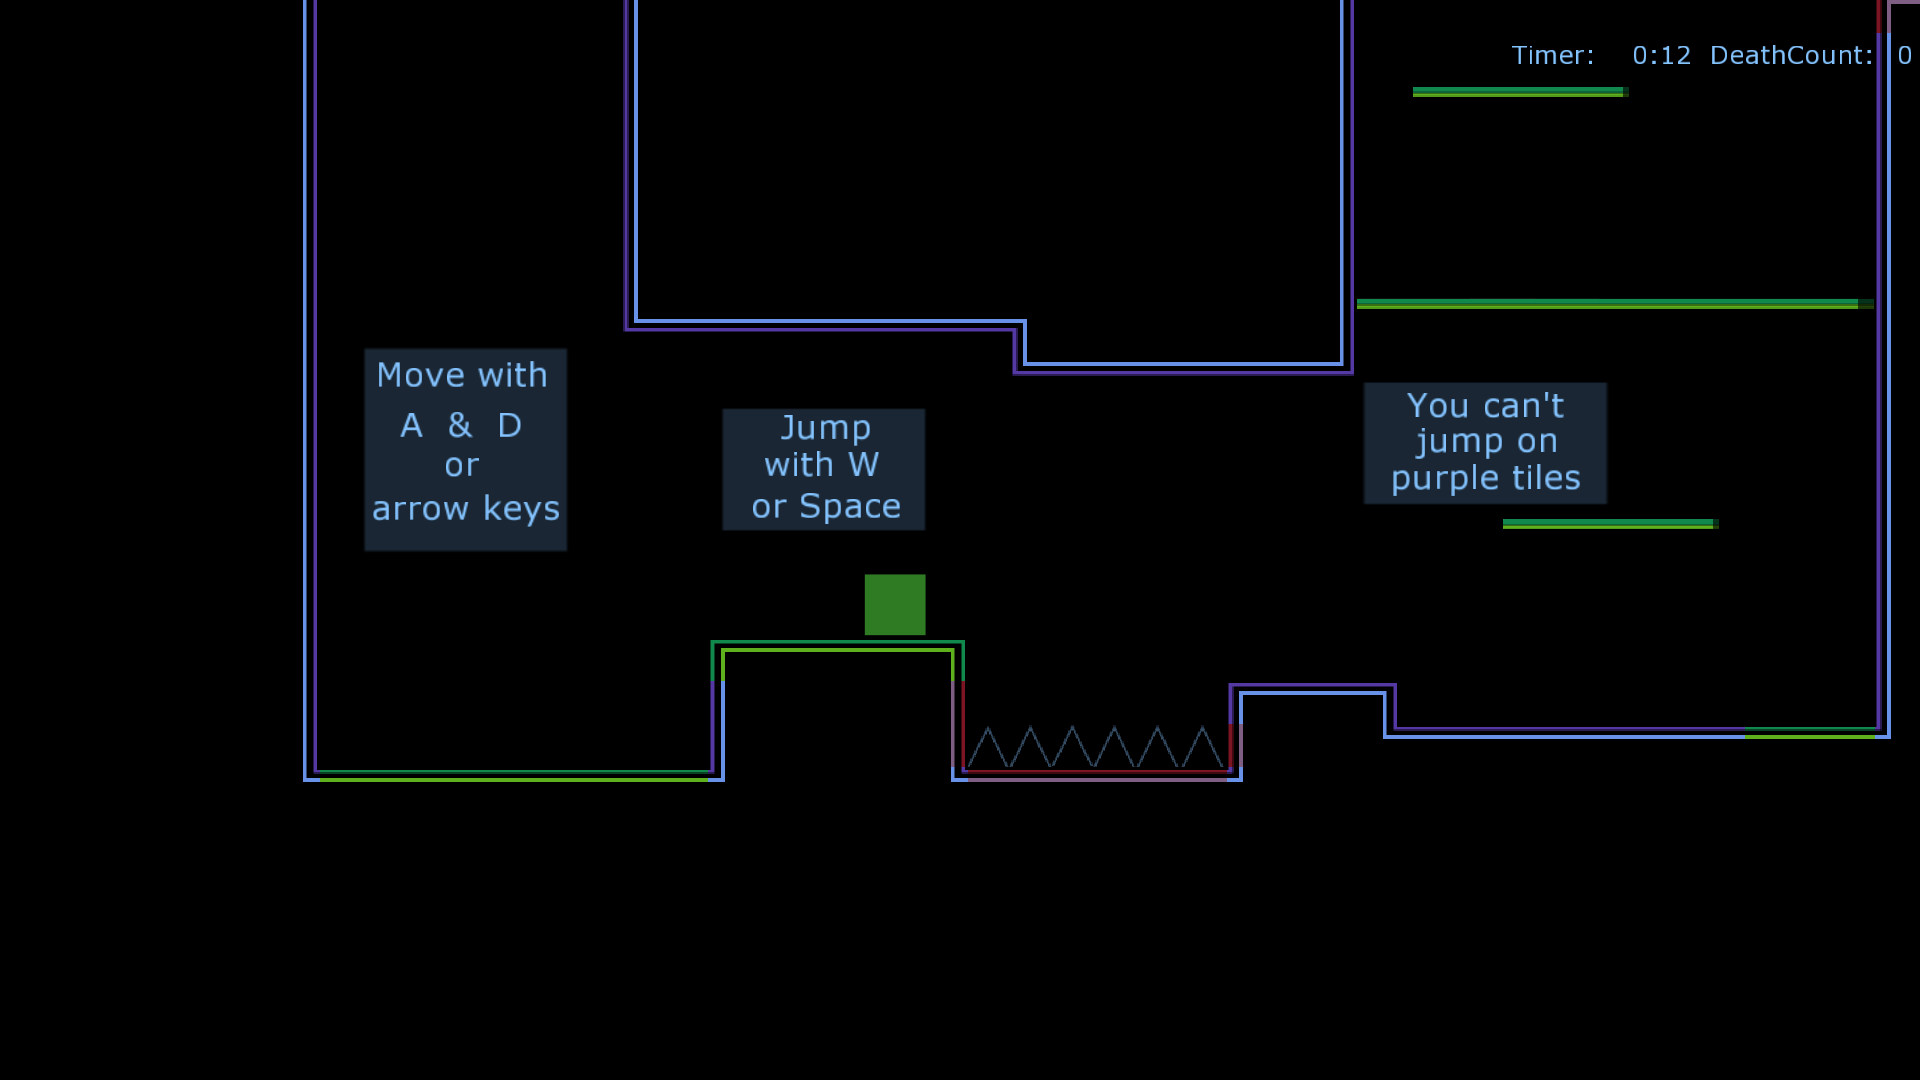 Timer: 0:12 DeathCount: 0
Move with
A & D
or
arrow keys
Jump
with W
or Space
You can't
jump on
purple tiles